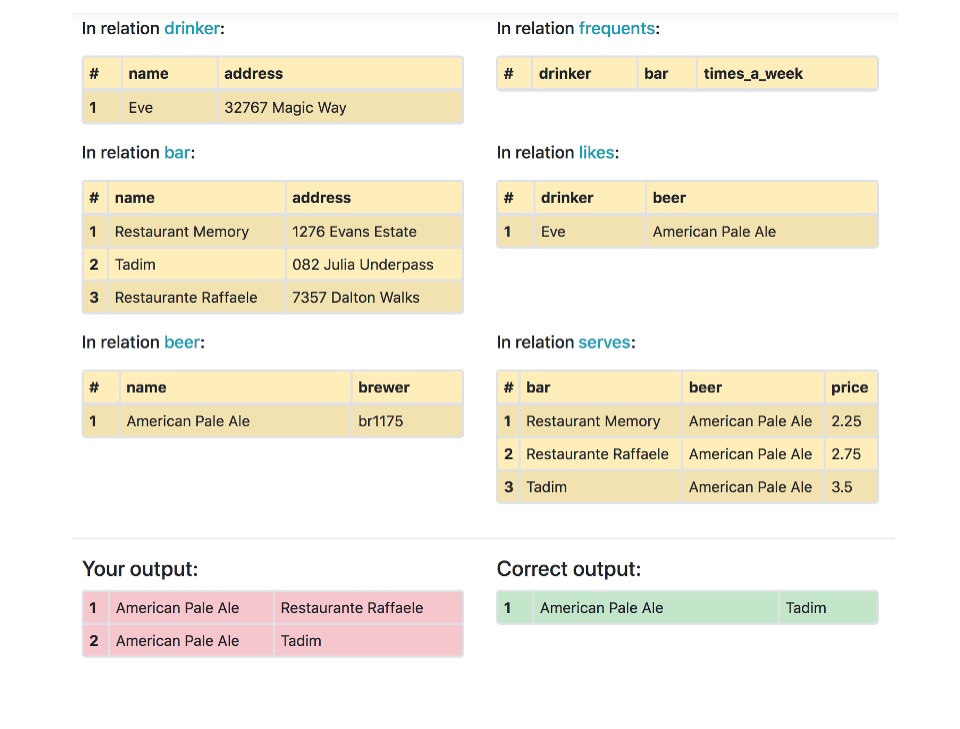 In relation drinker:
# name address
1 Eve 32767 Magic Way
In relation frequents:
# drinker bar times_a_week
In relation bar:
# name address
1 Restaurant Memory 1276 Evans Estate
2 Tadim 082 Julia Underpass
3 Restaurante Raffaele 7357 Dalton Walks
In relation likes:
# drinker beer
1 Eve American Pale Ale
In relation beer:
# name brewer
1 American Pale Ale br1175
In relation serves:
# bar beer price
1 Restaurant Memory American Pale Ale 2.25
2 Restaurante Raffaele American Pale Ale 2.75
3 Tadim American Pale Ale 3.5
Your output:
1 American Pale Ale Restaurante Raffaele
2 American Pale Ale Tadim
Correct output:
1 American Pale Ale Tadim